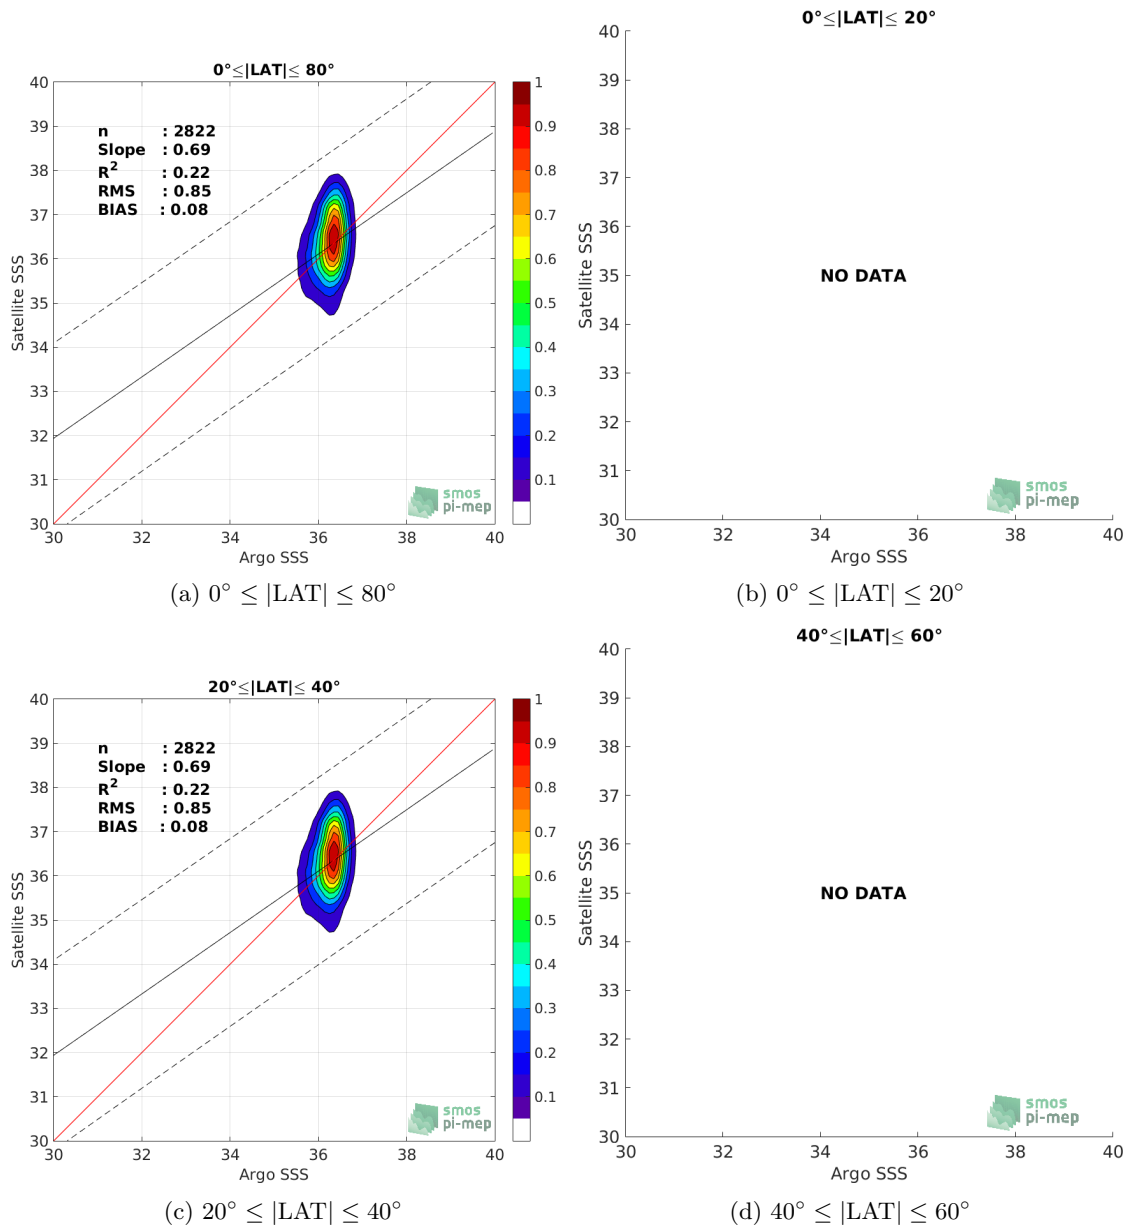 0°≤|LAT|≤ 80°
40
39
38
37
36
35
34
33
32
31
30
30
32
34
36
38
40
Satellite SSS
Argo SSS
n : 2822
Slope : 0.69
R² : 0.22
RMS : 0.85
BIAS : 0.08
1
0.9
0.8
0.7
0.6
0.5
0.4
0.3
0.2
0.1
smos
pi-mep
(a) 0° ≤ |LAT| ≤ 80°
0°≤|LAT|≤ 20°
40
39
38
37
36
35
34
33
32
31
30
30
32
34
36
38
40
Satellite SSS
Argo SSS
NO DATA
smos
pi-mep
(b) 0° ≤ |LAT| ≤ 20°
20°≤|LAT|≤ 40°
40
39
38
37
36
35
34
33
32
31
30
30
32
34
36
38
40
Satellite SSS
Argo SSS
n : 2822
Slope : 0.69
R² : 0.22
RMS : 0.85
BIAS : 0.08
1
0.9
0.8
0.7
0.6
0.5
0.4
0.3
0.2
0.1
smos
pi-mep
(c) 20° ≤ |LAT| ≤ 40°
40°≤|LAT|≤ 60°
40
39
38
37
36
35
34
33
32
31
30
30
32
34
36
38
40
Satellite SSS
Argo SSS
NO DATA
smos
pi-mep
(d) 40° ≤ |LAT| ≤ 60°